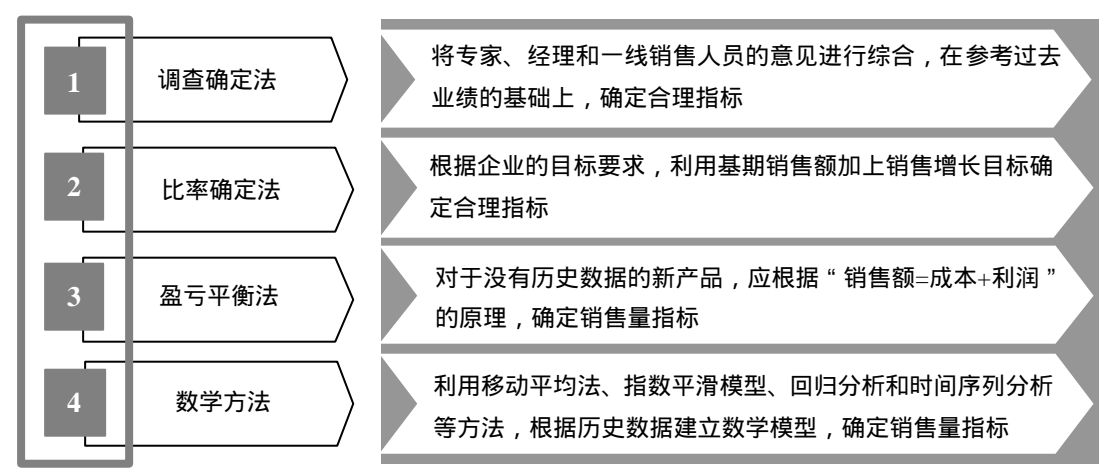 1
调查确定法
将专家、经理和一线销售人员的意见进行综合，在参考过去
业绩的基础上，确定合理指标
2
比率确定法
根据企业的目标要求，利用基期销售额加上销售增长目标确
定合理指标
3
盈亏平衡法
对于没有历史数据的新产品，应根据“销售额=成本+利润”
的原理，确定销售量指标
4
数学方法
利用移动平均法、指数平滑模型、回归分析和时间序列分析
等方法，根据历史数据建立数学模型，确定销售量指标